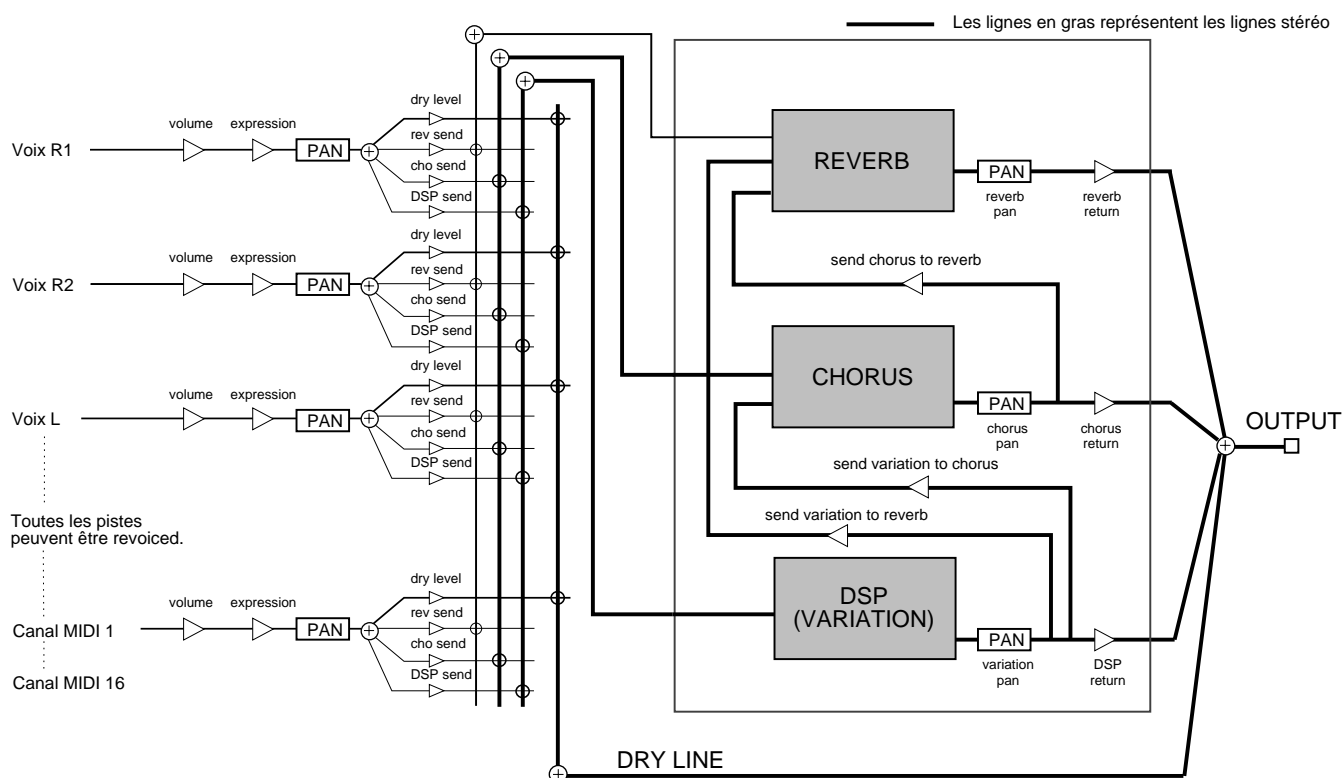 Les lignes en gras représentent les lignes stéréo
Voix R1
volume
expression
PAN
dry level
rev send
cho send
DSP send
Voix R2
volume
expression
PAN
dry level
rev send
cho send
DSP send
Voix L
volume
expression
PAN
dry level
rev send
cho send
DSP send
Toutes les pistes
peuvent être revoiced.
Canal MIDI 1
volume
expression
PAN
dry level
rev send
cho send
DSP send
Canal MIDI 16
REVERB
PAN
reverb
pan
reverb
return
send chorus to reverb
CHORUS
PAN
chorus
pan
chorus
return
send variation to chorus
send variation to reverb
DSP
(VARIATION)
PAN
variation
pan
DSP
return
OUTPUT
DRY LINE